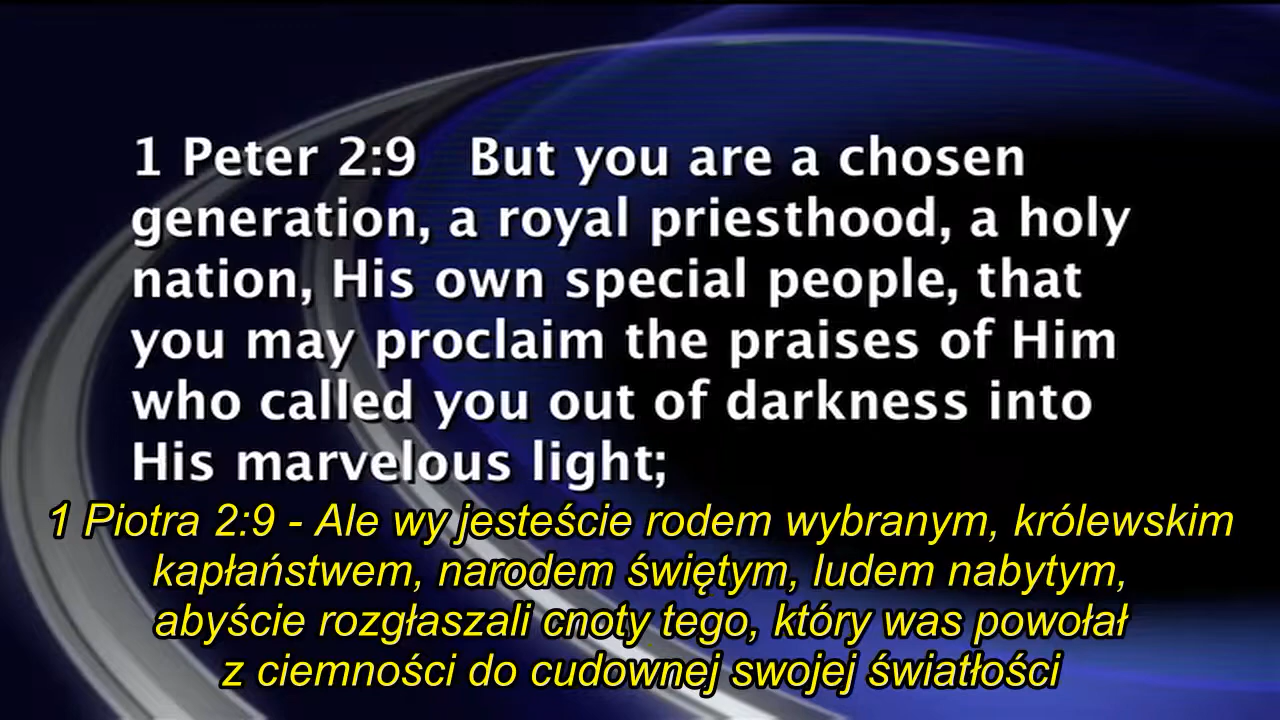 1 Peter 2:9 But you are a chosen
generation, a royal priesthood, a holy
nation, His own special people, that
you may proclaim the praises of Him
who called you out of darkness into
His marvelous light;
1 Piotra 2:9 - Ale wy jesteście rodem wybranym, królewskim
kapłaństwem, narodem świętym, ludem nabytym,
abyście rozgłaszali cnoty tego, który was powołał
z ciemności do cudownej swojej światłości